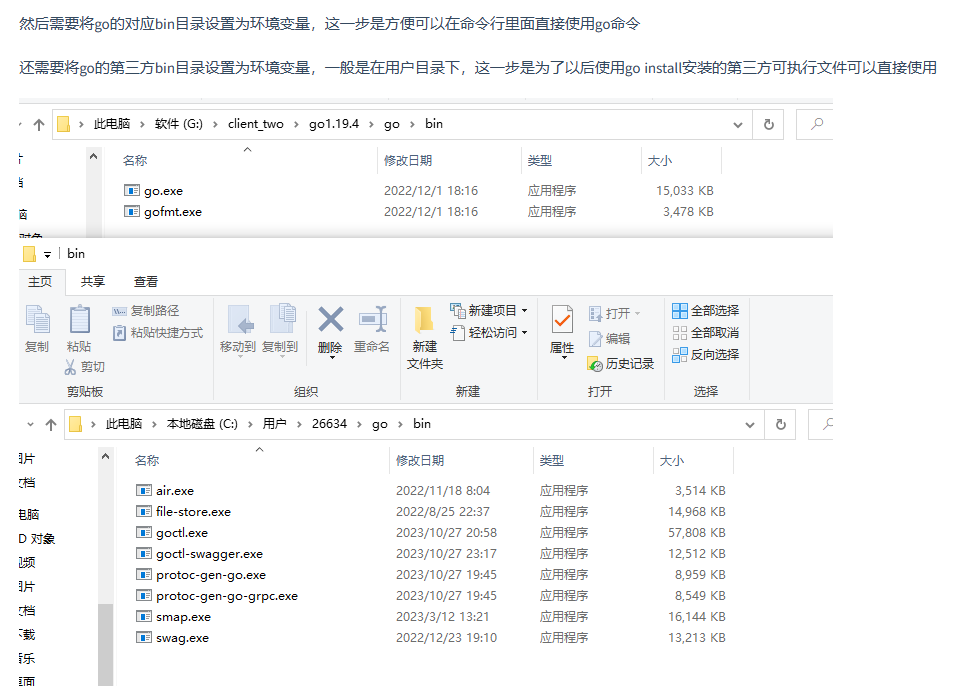 然后需要将go的对应bin目录设置为环境变量，这一步是方便可以在命令行里面直接使用go命令
还需要将go的第三方bin目录设置为环境变量，一般是在用户目录下，这一步是为了以后使用go install安装的第三方可执行文件可以直接使用
此电脑 > 软件 (G:) > client_two > go1.19.4 > go > bin
名称 修改日期 类型 大小
go.exe 2022/12/1 18:16 应用程序 15,033 KB
gofmt.exe 2022/12/1 18:16 应用程序 3,478 KB
bin
主页 共享 查看
复制 粘贴 复制路径 粘贴快捷方式 剪切
移动到 复制到 删除 重命名
新建文件夹 新建项目 轻松访问
属性 打开 编辑 历史记录
全部选择 全部取消 反向选择
剪贴板 组织 新建 打开 选择
此电脑 > 本地磁盘 (C:) > 用户 > 26634 > go > bin
名称 修改日期 类型 大小
air.exe 2022/11/18 8:04 应用程序 3,514 KB
file-store.exe 2022/8/25 22:37 应用程序 14,968 KB
goctl.exe 2023/10/27 20:58 应用程序 57,808 KB
goctl-swagger.exe 2023/10/27 23:17 应用程序 12,512 KB
protoc-gen-go.exe 2023/10/27 19:45 应用程序 8,959 KB
protoc-gen-go-grpc.exe 2023/10/27 19:45 应用程序 8,549 KB
smap.exe 2023/3/12 13:21 应用程序 16,144 KB
swag.exe 2022/12/23 19:10 应用程序 13,213 KB